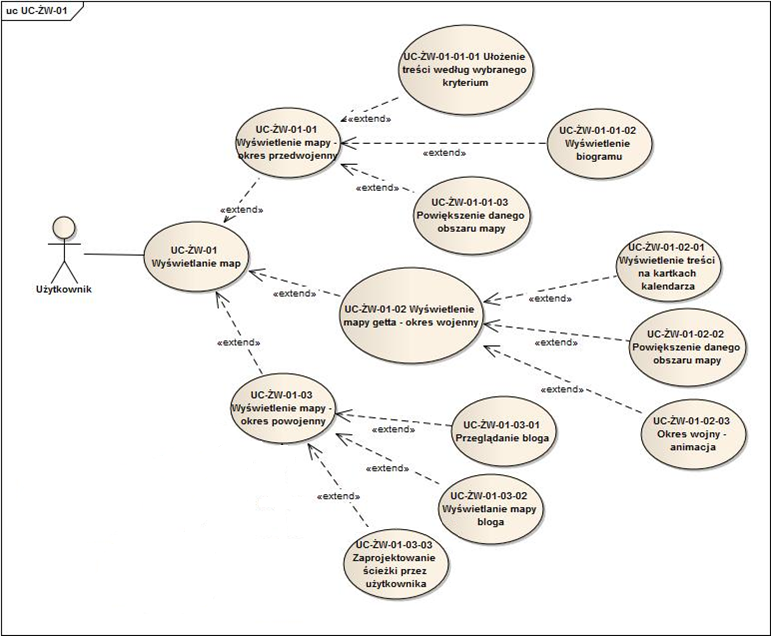 uc UC-ŻW-01
UC-ŻW-01-01-01 Ułożenie
treści według wybranego
kryterium
«extend»
UC-ŻW-01-01
Wyświetlenie mapy -
okres przedwojenny
«extend»
UC-ŻW-01-01-02
Wyświetlenie
biogramu
«extend»
UC-ŻW-01-01-03
Powiększenie danego
obszaru mapy
«extend»
Użytkownik
UC-ŻW-01
Wyświetlanie map
«extend»
UC-ŻW-01-02 Wyświetlenie
mapy getta - okres wojenny
«extend»
UC-ŻW-01-02-01
Wyświetlenie treści
na kartkach
kalendarza
«extend»
UC-ŻW-01-02-02
Powiększenie danego
obszaru mapy
«extend»
UC-ŻW-01-02-03
Okres wojny -
animacja
«extend»
UC-ŻW-01-03
Wyświetlenie mapy -
okres powojenny
«extend»
UC-ŻW-01-03-01
Przeglądanie bloga
«extend»
UC-ŻW-01-03-02
Wyświetlanie mapy
bloga
«extend»
UC-ŻW-01-03-03
Zaprojektowanie
ścieżki przez
użytkownika